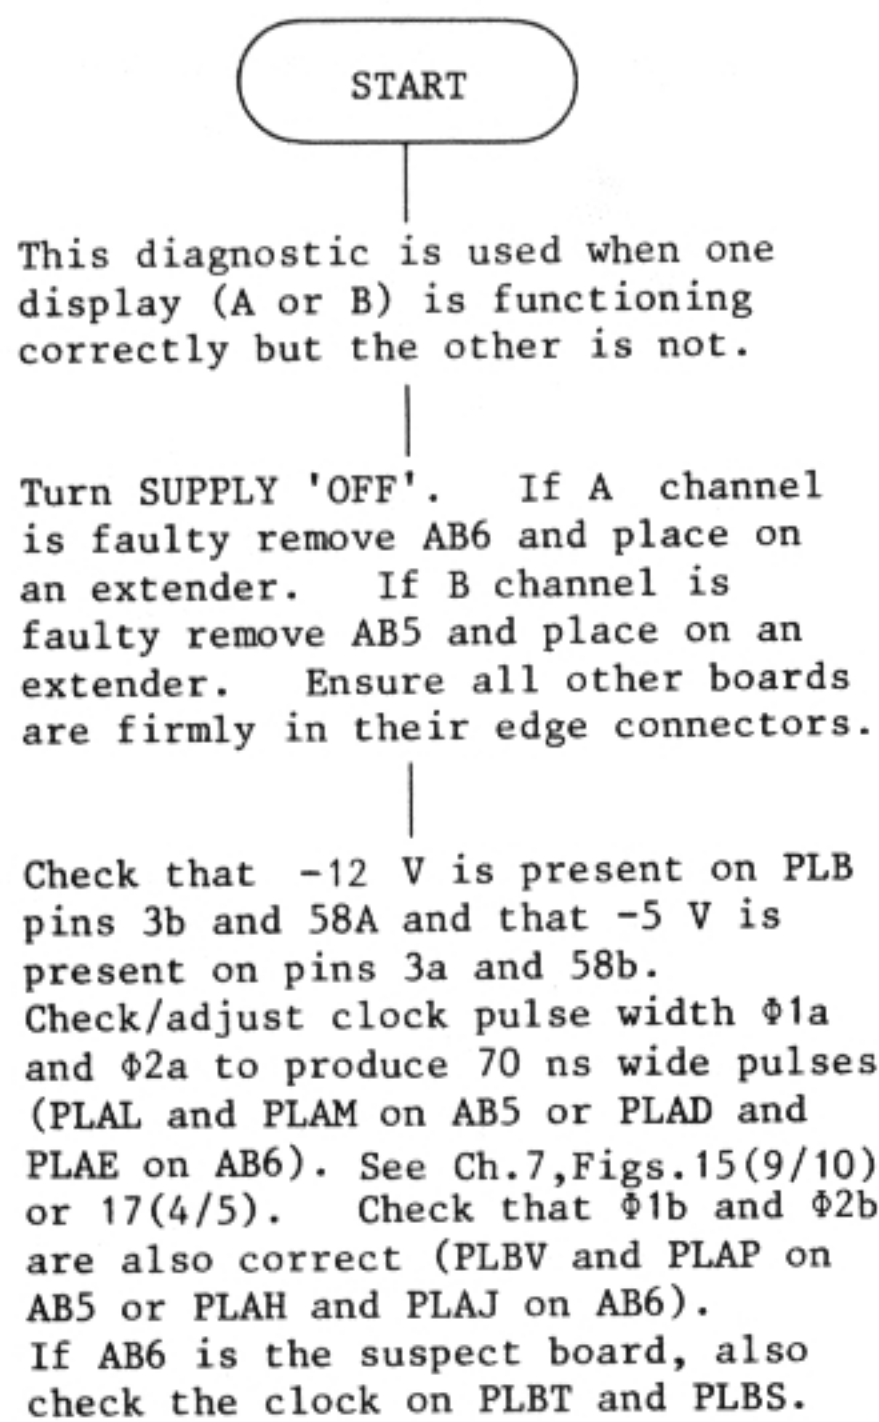 START
This diagnostic is used when one
display (A or B) is functioning
correctly but the other is not.
Turn SUPPLY 'OFF'. If A channel
is faulty remove AB6 and place on
an extender. If B channel is
faulty remove AB5 and place on an
extender. Ensure all other boards
are firmly in their edge connectors.
Check that -12 V is present on PLB
pins 3b and 58A and that -5 V is
present on pins 3a and 58b.
Check/adjust clock pulse width Φ1a
and Φ2a to produce 70 ns wide pulses
(PLAL and PLAM on AB5 or PLAD and
PLAE on AB6). See Ch.7,Figs.15(9/10)
or 17(4/5). Check that Φ1b and Φ2b
are also correct (PLBV and PLAP on
AB5 or PLAH and PLAJ on AB6).
If AB6 is the suspect board, also
check the clock on PLBT and PLBS.